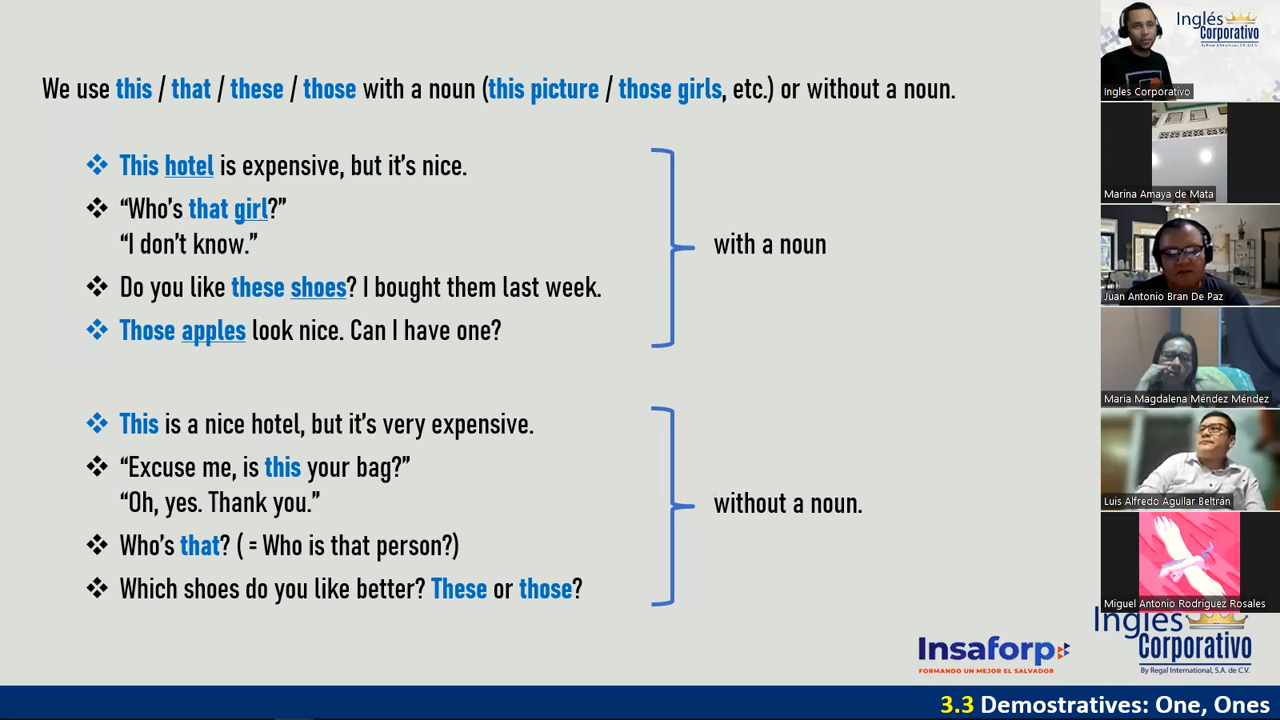 We use this / that / these / those with a noun (this picture / those girls, etc.) or without a noun.
❖ This hotel is expensive, but it’s nice.
❖ “Who’s that girl?”
“I don’t know.”
❖ Do you like these shoes? I bought them last week.
❖ Those apples look nice. Can I have one?
with a noun
❖ This is a nice hotel, but it’s very expensive.
❖ “Excuse me, is this your bag?”
“Oh, yes. Thank you.”
❖ Who’s that? ( = Who is that person?)
❖ Which shoes do you like better? These or those?
without a noun.
Insaforp
FORMANDO UN MEJOR EL SALVADOR
Inglés
Corporativo
By Regal International, S.A. de C.V.
3.3 Demostratives: One, Ones
Inglés
Corporativo
By Regal International, S.A. de C.V.
Ingles Corporativo
Marina Amaya de Mata
Juan Antonio Bran De Paz
Maria Magdalena Méndez Méndez
Luis Alfredo Aguilar Beltrán
Miguel Antonio Rodriguez Rosales